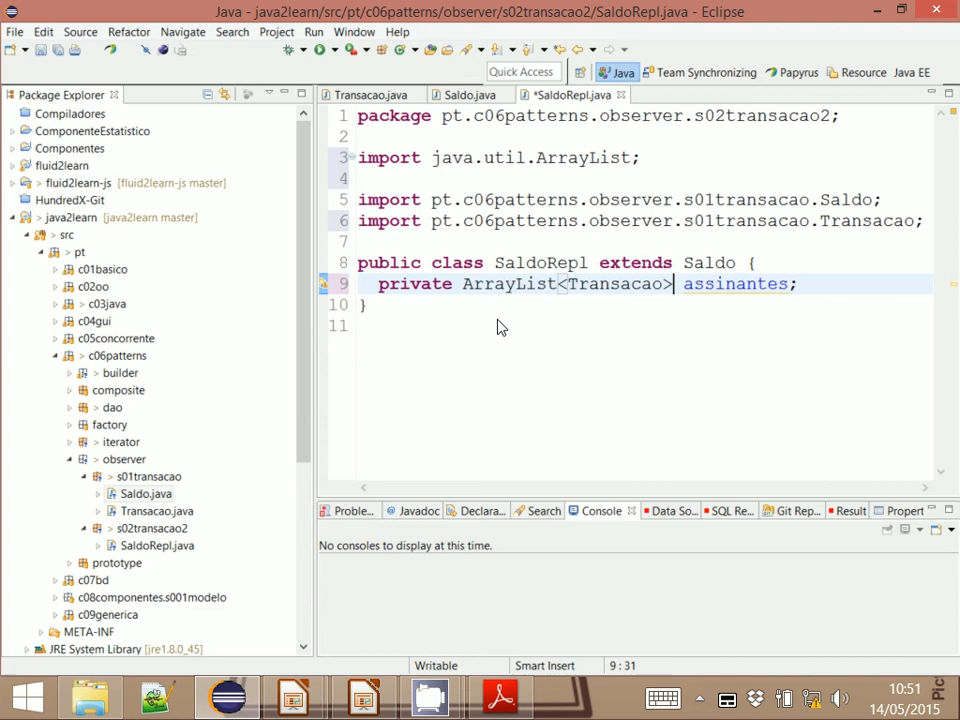 Java - java2learn/src/pt/c06patterns/observer/s02transacao2/SaldoRepl.java - Eclipse
File Edit Source Refactor Navigate Search Project Run Window Help
Quick Access
Java
Team Synchronizing
Papyrus
Resource
Java EE
Package Explorer
Compiladores
ComponenteEstatistico
Componentes
fluid2learn
> fluid2learn-js [fluid2learn-js master]
HundredX-Git
> java2learn [java2learn master]
> src
> pt
c01basico
c02oo
> c03java
c04gui
c05concorrente
> c06patterns
> builder
composite
> dao
factory
> iterator
> observer
> s01transacao
Saldo.java
Transacao.java
> s02transacao2
SaldoRepl.java
prototype
c07bd
c08componentes.s001modelo
c09generica
META-INF
JRE System Library [jre1.8.0_45]
Transacao.java
Saldo.java
*SaldoRepl.java
1 package pt.c06patterns.observer.s02transacao2;
2
3 import java.util.ArrayList;
4
5 import pt.c06patterns.observer.s01transacao.Saldo;
6 import pt.c06patterns.observer.s01transacao.Transacao;
7
8 public class SaldoRepl extends Saldo {
9 private ArrayList<Transacao> assinantes;
10 }
11
Proble...
Javadoc
Declara...
Search
Console
Data So...
SQL Re...
Git Rep...
Result
Propert
No consoles to display at this time.
Writable
Smart Insert
9 : 31
10:51
14/05/2015
Pic